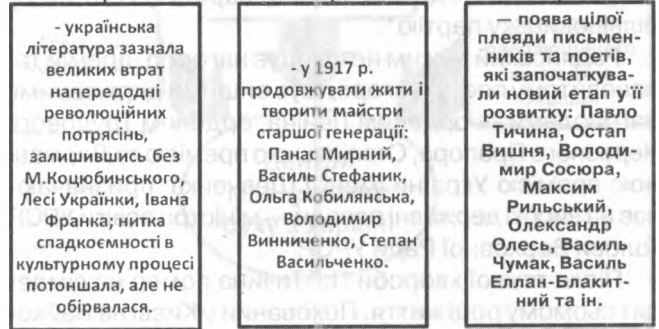 - українська
література зазнала
великих втрат
напередодні
революційних
потрясінь,
залишившись без
М.Коцюбинського,
Лесі Українки, Івана
Франка; нитка
спадкоємності в
культурному процесі
потоншала, але не
обірвалася.
- у 1917 р.
продовжували жити і
творити майстри
старшої генерації:
Панас Мирний,
Василь Стефаник,
Ольга Кобилянська,
Володимир
Винниченко, Степан
Васильченко.
– поява цілої
плеяди письмен-
ників та поетів,
які започаткува-
ли новий етап у її
розвитку: Павло
Тичина, Остап
Вишня, Володи-
мир Сосюра,
Максим
Рильський,
Олександр
Олесь, Василь
Чумак, Василь
Еллан-Блакит-
ний та ін.